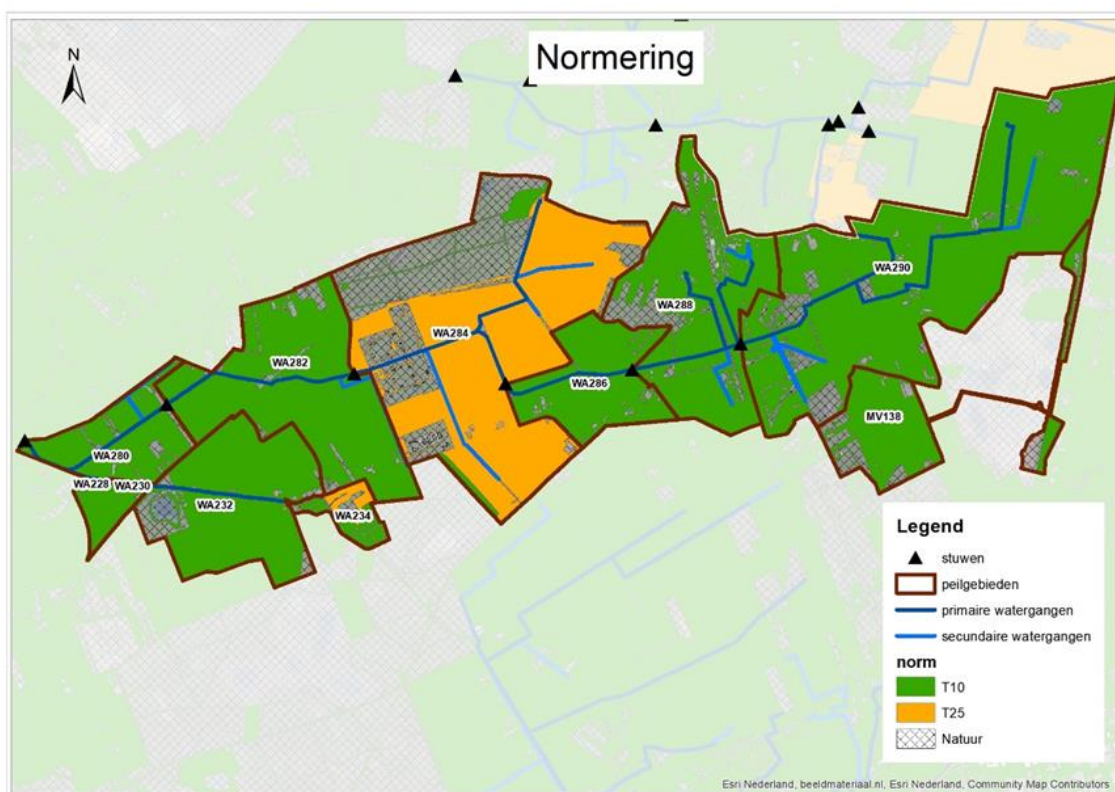 Normering
N
WA290
WA288
WA284
WA282
WA286
MV138
WA280
WA228
WA230
WA232
WA234
Legend
stuwen
peilgebieden
primaire watergangen
secundaire watergangen
norm
T10
T25
Natuur
Esri Nederland, beeldmateriaal.nl, Esri Nederland, Community Map Contributors